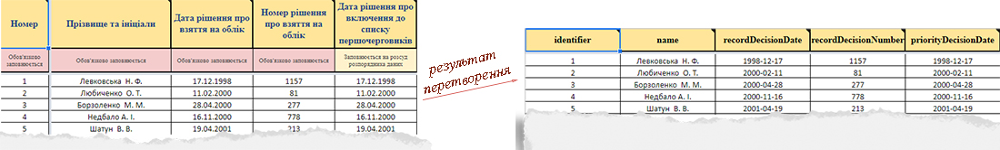 Номер Прізвище та ініціали Дата рішення про взяття на облік Номер рішення про взяття на облік Дата рішення про включення до списку першочерговиків
Обов'язково заповнюється Обов'язково заповнюється Обов'язково заповнюється Обов'язково заповнюється Заповнюється на розсуд розпорядника даних
1 Левковська Н. Ф. 17.12.1998 1157 17.12.1998
2 Любиченко О. Т. 11.02.2000 81 11.02.2000
3 Борзоленко М. М. 28.04.2000 277 28.04.2000
4 Недбало А. І. 16.11.2000 778 16.11.2000
5 Шатун В. В. 19.04.2001 213 19.04.2001
результат
перетворення
identifier name recordDecisionDate recordDecisionNumber priorityDecisionDate
1 Левковська Н. Ф. 1998-12-17 1157 1998-12-17
2 Любиченко О. Т. 2000-02-11 81 2000-02-11
3 Борзоленко М. М. 2000-04-28 277 2000-04-28
4 Недбало А. І. 2000-11-16 778 2000-11-16
5 Шатун В. В. 2001-04-19 213 2001-04-19